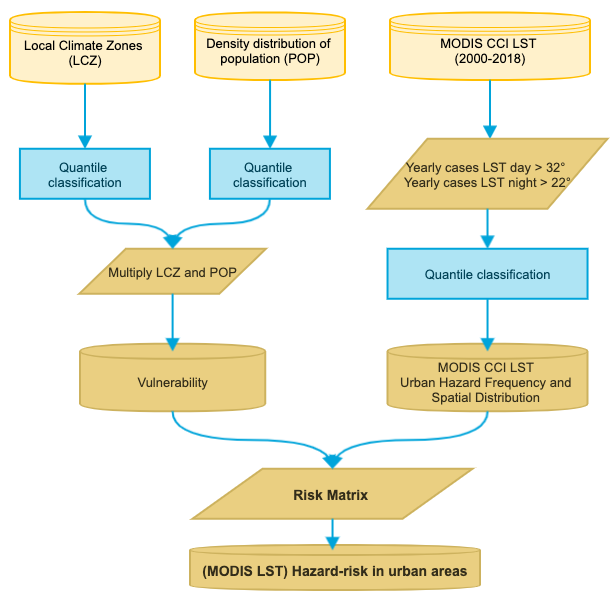 Local Climate Zones
(LCZ)
Density distribution of
population (POP)
MODIS CCI LST
(2000-2018)
Quantile
classification
Quantile
classification
Yearly cases LST day > 32°
Yearly cases LST night > 22°
Multiply LCZ and POP
Quantile classification
Vulnerability
MODIS CCI LST
Urban Hazard Frequency and
Spatial Distribution
Risk Matrix
(MODIS LST) Hazard-risk in urban areas